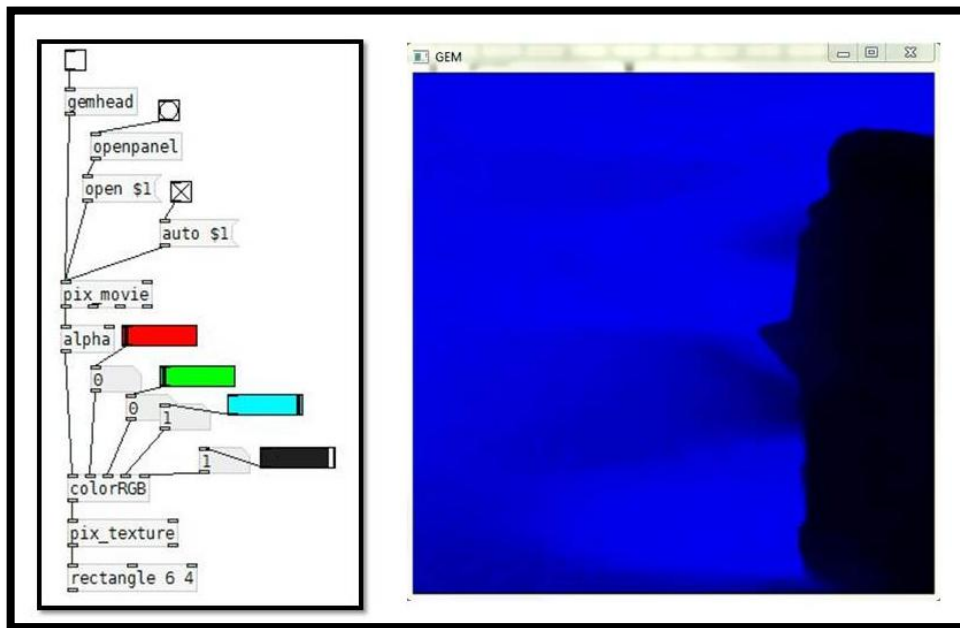 gemhead
openpanel
open $1
auto $1
pix_movie
alpha
0
0
1
1
colorRGB
pix_texture
rectangle 6 4
GEM